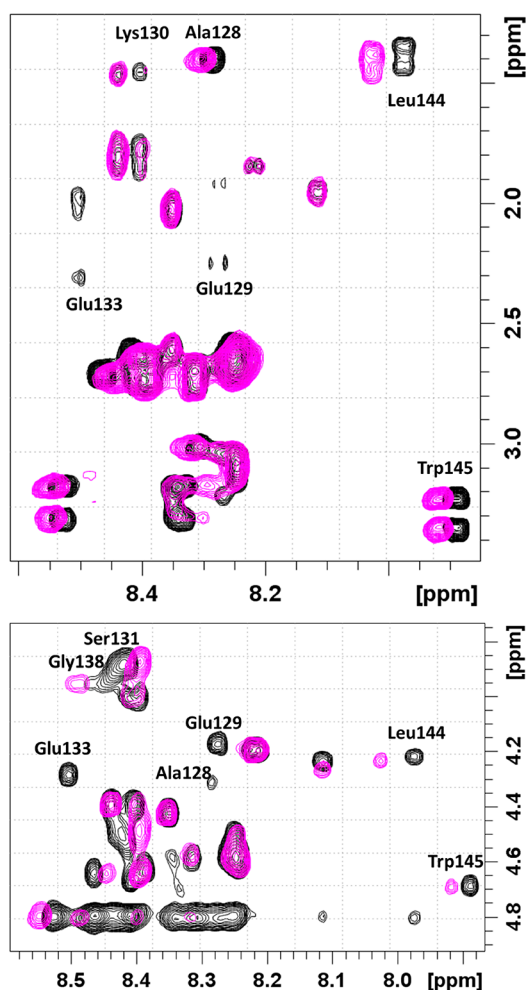 Lys130 Ala128 [ppm]
Leu144
2.0
Glu133 Glu129
2.5
3.0
Trp145
8.4 8.2 [ppm]
[ppm]
Ser131
Gly138
Glu129
Glu133 Leu144 4.2
Ala128
4.4
4.6
Trp145
4.8
8.5 8.4 8.3 8.2 8.1 8.0 [ppm]